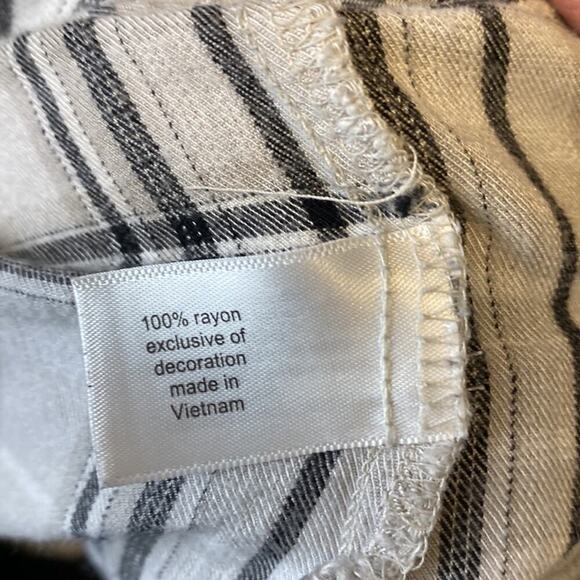 100% rayon
exclusive of
decoration
made in
Vietnam